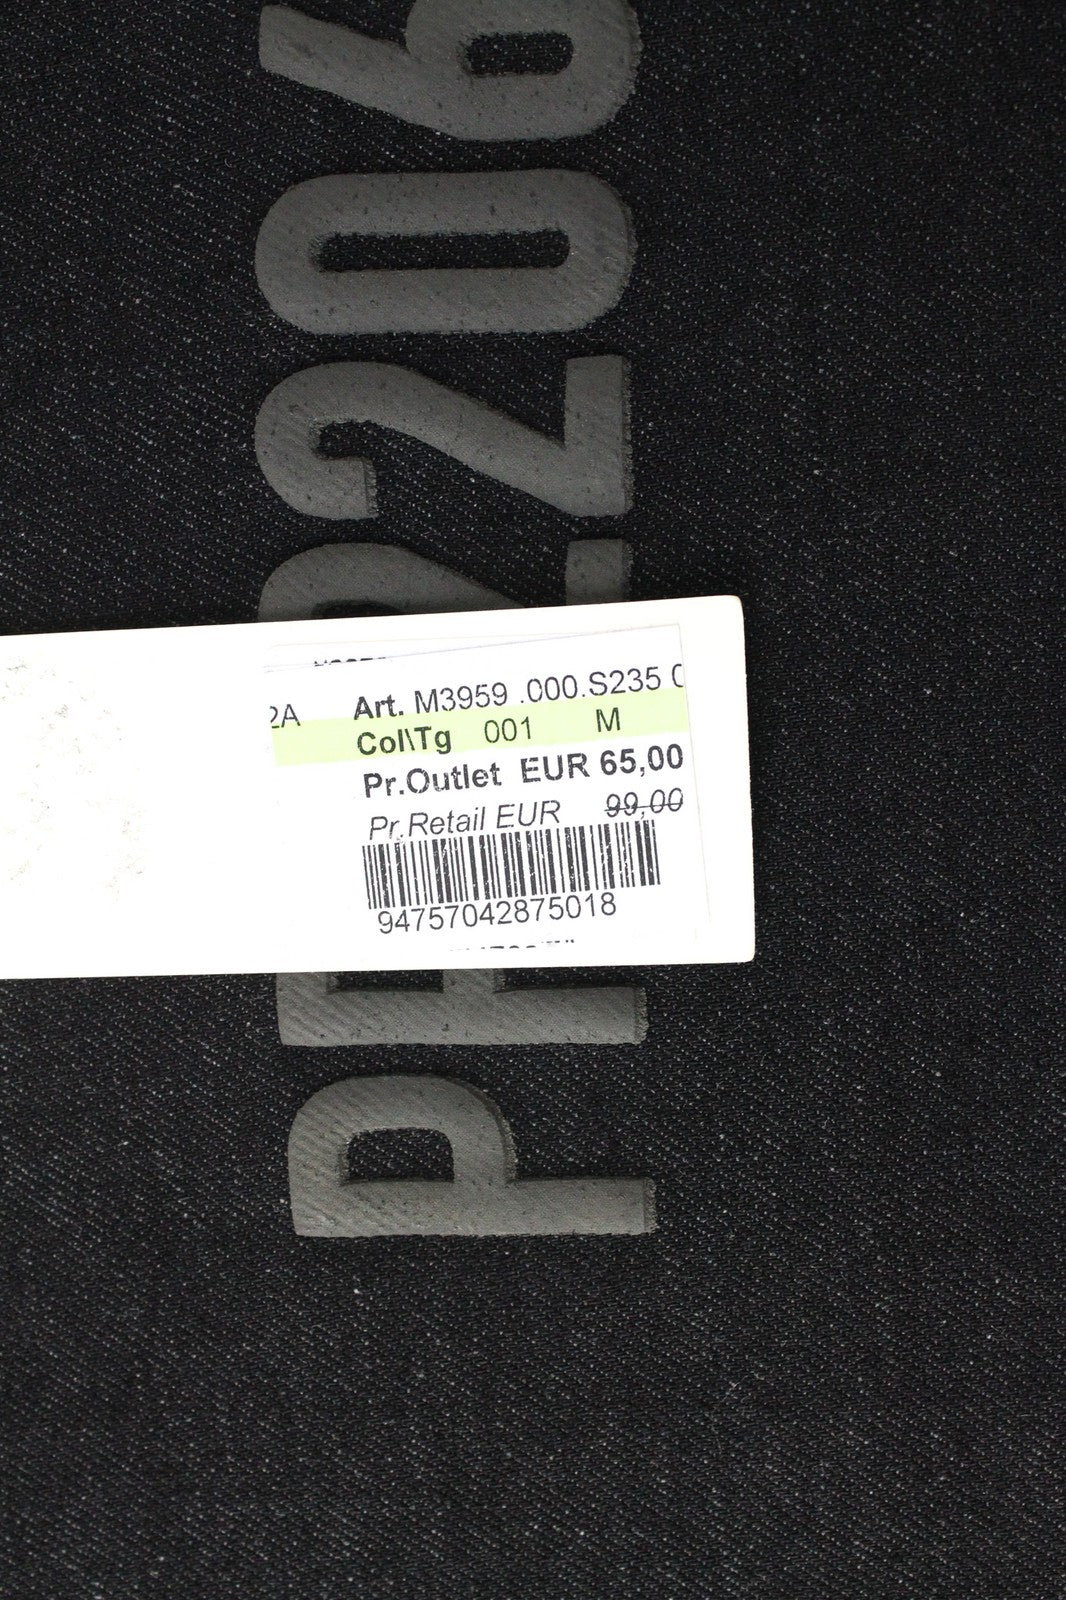 2A
Art. M3959 .000.S235 0
Col\Tg 001 M
Pr.Outlet EUR 65,00
Pr.Retail EUR 99,00
94757042875018